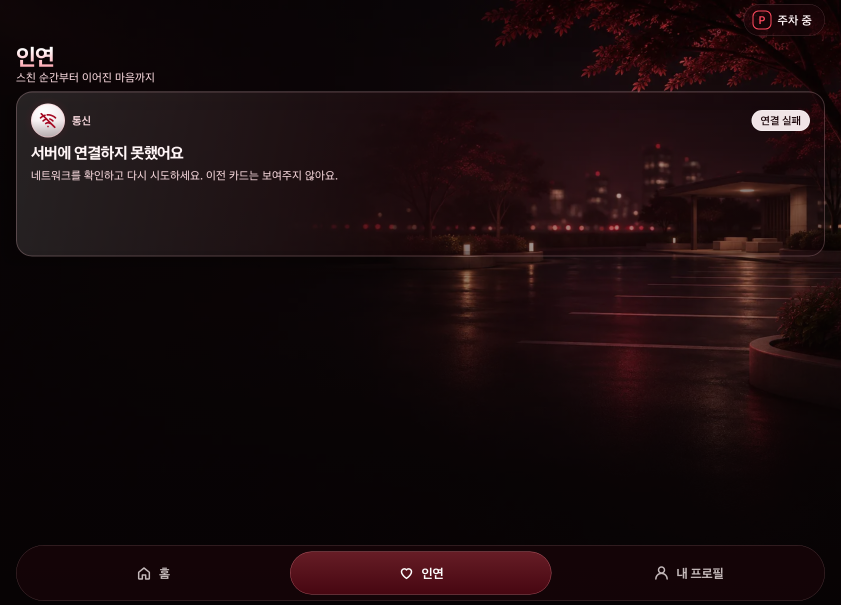 P 주차 중
인연
스친 순간부터 이어진 마음까지
통신
연결 실패
서버에 연결하지 못했어요
네트워크를 확인하고 다시 시도하세요. 이전 카드는 보여주지 않아요.
홈
인연
내 프로필